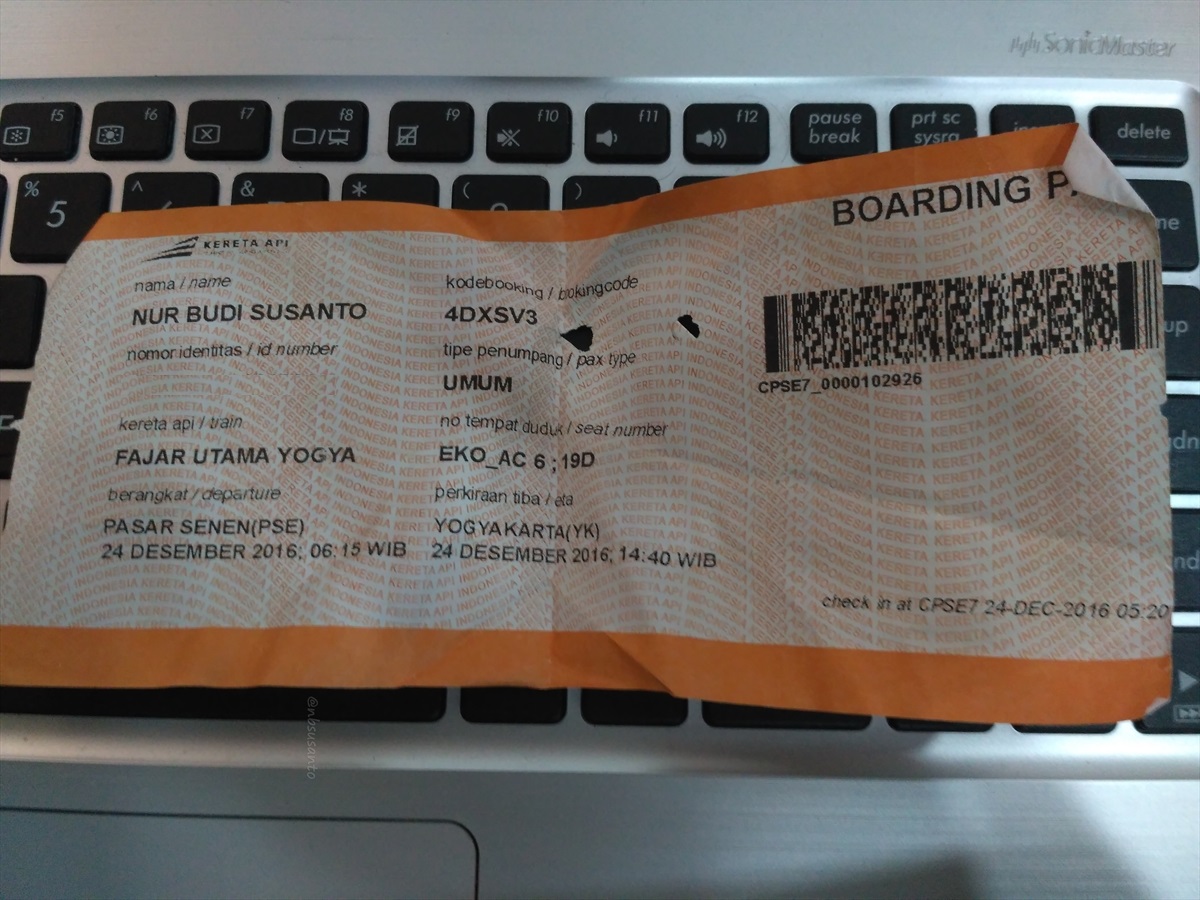 SonicMaster
f5 f6 f7 f8 f9 f10 f11 f12 pause break prt sc sysrq delete
% 5 ^ & * ( )
BOARDING
KERETA API
nama / name
NUR BUDI SUSANTO
nomor identitas / id number
kereta api / train
FAJAR UTAMA YOGYA
berangkat / departure
PASAR SENEN(PSE)
24 DESEMBER 2016; 06:15 WIB
kodebooking / bokingcode
4DXSV3
tipe penumpang / pax type
UMUM
no tempat duduk / seat number
EKO_AC 6 ; 19D
perkiraan tiba / eta
YOGYAKARTA(YK)
24 DESEMBER 2016; 14:40 WIB
CPSE7_0000102926
check in at CPSE7 24-DEC-2016 05:20
@nbsusanto